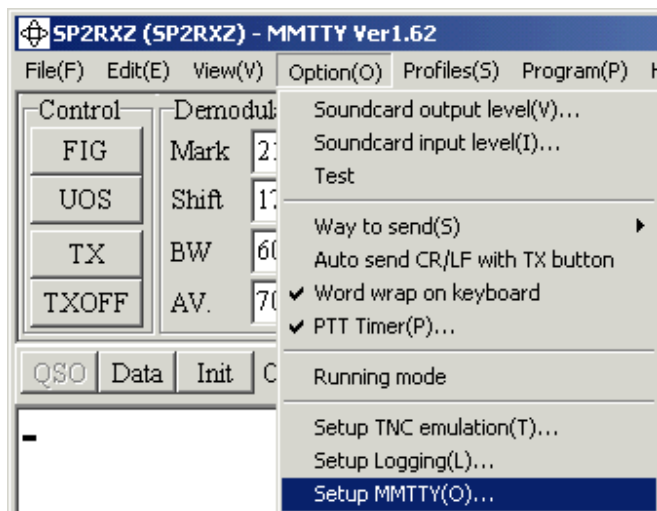 SP2RXZ (SP2RXZ) - MMTTY Ver1.62
File(F) Edit(E) View(V) Option(O) Profiles(S) Program(P)
Control
FIG
UOS
TX
TXOFF
Mark
Shift
BW
AV.
QSO Data Init
Soundcard output level(V)...
Soundcard input level(I)...
Test
Way to send(S)
Auto send CR/LF with TX button
Word wrap on keyboard
PTT Timer(P)...
Running mode
Setup TNC emulation(T)...
Setup Logging(L)...
Setup MMTTY(O)...